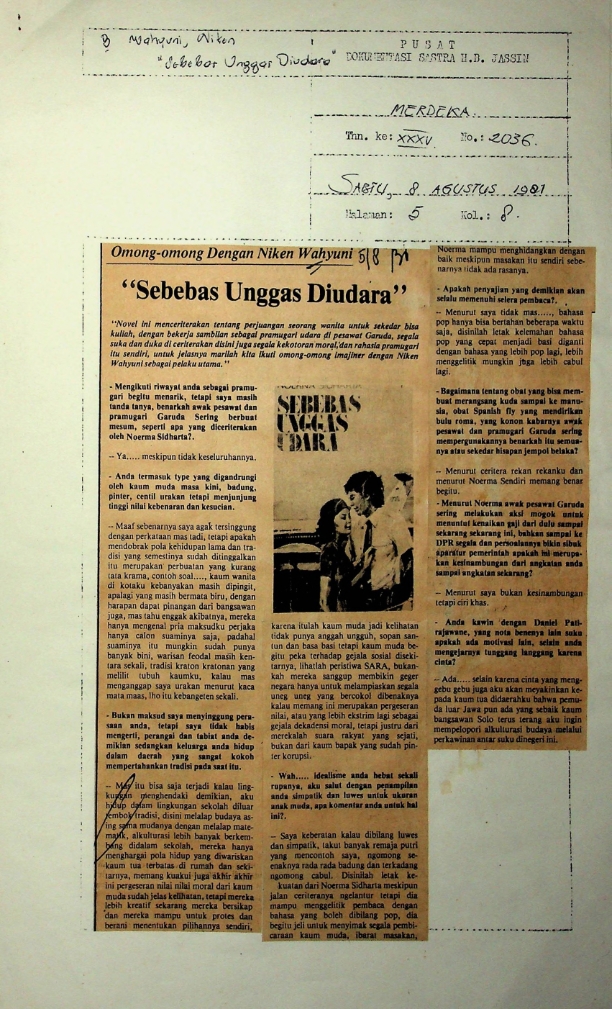 B Wahyuni, Niken
"Sebebas Unggas Diudara"
P U S A T
DOKUMENTASI SASTRA H.B. JASSIN
MERDEKA
Thn. ke: XXXV No.: 2036.
SABTU, 8 AGUSTUS 1981
Halaman: 5 Kol.: 8.
Omong-omong Dengan Niken Wahyuni
5/8
“Sebebas Unggas Diudara”
"Novel ini menceriterakan tentang perjuangan seorang wanita untuk sekedar bisa
kuliah, dengan bekerja sambilan sebagai pramugari udara di pesawat Garuda, segala
suka dan duka di ceriterakan disini juga segala kekotoran moral, dan rahasia pramugari
itu sendiri, untuk jelasnya marilah kita ikuti omong-omong imajiner dengan Niken
Wahyuni sebagai pelaku utama."
- Mengikuti riwayat anda sebagai pramu-
gari begitu menarik, tetapi saya masih
tanda tanya, benarkah awak pesawat dan
pramugari Garuda Sering berbuat
mesum, seperti apa yang diceriterakan
oleh Noerma Sidharta?.
-- Ya.... meskipun tidak keseluruhannya.
- Anda termasuk type yang digandrungi
oleh kaum muda masa kini, badung,
pinter, centil urakan tetapi menjunjung
tinggi nilai kebenaran dan kesucian.
-- Maaf sebenarnya saya agak tersinggung
dengan perkataan mas tadi, tetapi apakah
mendobrak pola kehidupan lama dan tra-
disi yang semestinya sudah ditinggalkan
itu merupakan perbuatan yang kurang
tata krama, contoh soal...., kaum wanita
di kotaku kebanyakan masih dipingit,
apalagi yang masih bermata biru, dengan
harapan dapat pinangan dari bangsawan
juga, mas tahu enggak akibatnya, mereka
hanya mengenal pria maksudku perjaka
hanya calon suaminya saja, padahal
suaminya itu mungkin sudah punya
banyak bini, warisan feodal masih ken-
tara sekali, tradisi kraton kratonan yang
melilit tubuh kaumku, kalau mas
menganggap saya urakan menurut kaca
mata maas, lho itu kebangeten sekali.
- Bukan maksud saya menyinggung pera-
ssaan anda, tetapi saya tidak habis
mengerti, perangai dan tabiat anda de-
mikian sedangkan keluarga anda hidup
dalam daerah yang sangat kokoh
mempertahankan tradisi pada saat itu.
-- Mas itu bisa saja terjadi kalau ling-
kungan menghendaki demikian, aku
hidup dalam lingkungan sekolah diluar
tembok tradisi, disini melalap budaya as-
ing sama mudanya dengan melalap mate-
matik, alkulturasi lebih banyak berkem-
bang didalam sekolah, mereka hanya
menghargai pola hidup yang diwariskan
kaum tua terbatas di rumah dan seki-
tarnya, memang kuakui juga akhir akhir
ini pergeseran nilai nilai moral dari kaum
muda sudah jelas kelihatan, tetapi mereka
lebih kreatif sekarang mereka bersikap
dan mereka mampu untuk protes dan
berani menentukan pilihannya sendiri,
NOERMA SIDHARTA
SEBEBAS
UNGGAS
UDARA
karena itulah kaum muda jadi kelihatan
tidak punya anggah ungguh, sopan san-
tun dan basa basi tetapi kaum muda be-
gitu peka terhadap gejala sosial diseki-
tarnya, lihatlah peristiwa SARA, bukan-
kah mereka sanggup membikin geger
negara hanya untuk melampiaskan segala
uneg uneg yang bercokol dibenaknya
kalau memang ini merupakan pergeseran
nilai, atau yang lebih ekstrim lagi sebagai
gejala dekadensi moral, tetapi justru dari
merekalah suara rakyat yang sejati,
bukan dari kaum bapak yang sudah pin-
ter korupsi.
- Wah.... idealisme anda hebat sekali
rupanya, aku salut dengan penampilan
anda simpatik dan luwes untuk ukuran
anak muda, apa komentar anda untuk hal
ini?.
-- Saya keberatan kalau dibilang luwes
dan simpatik, takut banyak remaja putri
yang mencontoh saya, ngomong se-
enaknya rada rada badung dan terkadang
ngomong cabul. Disinilah letak ke-
kuatan dari Noerma Sidharta meskipun
jalan ceriteranya ngelantur tetapi dia
mampu menggelitik pembaca dengan
bahasa yang boleh dibilang pop, dia
begitu jeli untuk menyimak segala pembi-
caraan kaum muda, ibarat masakan,
Noerma mampu menghidangkan dengan
baik meskipun masakan itu sendiri sebe-
narnya tidak ada rasanya.
- Apakah penyajian yang demikian akan
selalu memenuhi selera pembaca?.
-- Menurut saya tidak mas...., bahasa
pop hanya bisa bertahan beberapa waktu
saja, disinilah letak kelemahan bahasa
pop yang cepat menjadi basi diganti
dengan bahasa yang lebih pop lagi, lebih
menggelitik mungkin juga lebih cabul
lagi.
- Bagaimana tentang obat yang bisa mem-
buat merangsang kuda sampai ke manu-
sia, obat Spanish fly yang mendirikan
bulu roma, yang konon kabarnya awak
pesawat dan pramugari Garuda sering
mempergunakannya benarkah itu semua-
nya atau sekedar hisapan jempol belaka?
-- Menurut ceritera rekan rekanku dan
menurut Noerma Sendiri memang benar
begitu.
- Menurut Noerma awak pesawat Garuda
sering melakukan aksi mogok untuk
menuntut kenaikan gaji dari dulu sampai
sekarang sekarang ini, bahkan sampai ke
DPR segala dan persoalannya bikin sibuk
aparatur pemerintah apakah ini merupa-
kan kesinambungan dari angkatan anda
sampai angkatan sekarang?
-- Menurut saya bukan kesinambungan
tetapi ciri khas.
- Anda kawin dengan Daniel Pati-
rajawane, yang nota benenya lain suku
apakah ada motivasi lain, selain anda
mengejarnya tunggang langgang karena
cinta?
-- Ada..... selain karena cinta yang meng-
gebu gebu juga aku akan meyakinkan ke-
pada kaum tua didaerahku bahwa pemu-
da luar Jawa pun ada yang sebaik kaum
bangsawan Solo terus terang aku ingin
mempelopori alkulturasi budaya melalui
perkawinan antar suku dinegeri ini.